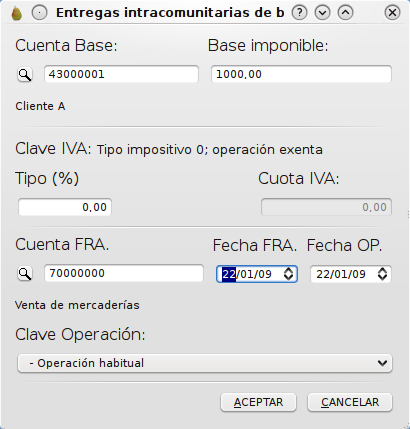 Entregas intracomunitarias de b
Cuenta Base: Base imponible:
43000001 1000,00
Cliente A
Clave IVA: Tipo impositivo 0; operación exenta
Tipo (%) Cuota IVA:
0,00 0,00
Cuenta FRA. Fecha FRA. Fecha OP.
70000000 22/01/09 22/01/09
Venta de mercaderías
Clave Operación:
- Operación habitual
ACEPTAR CANCELAR